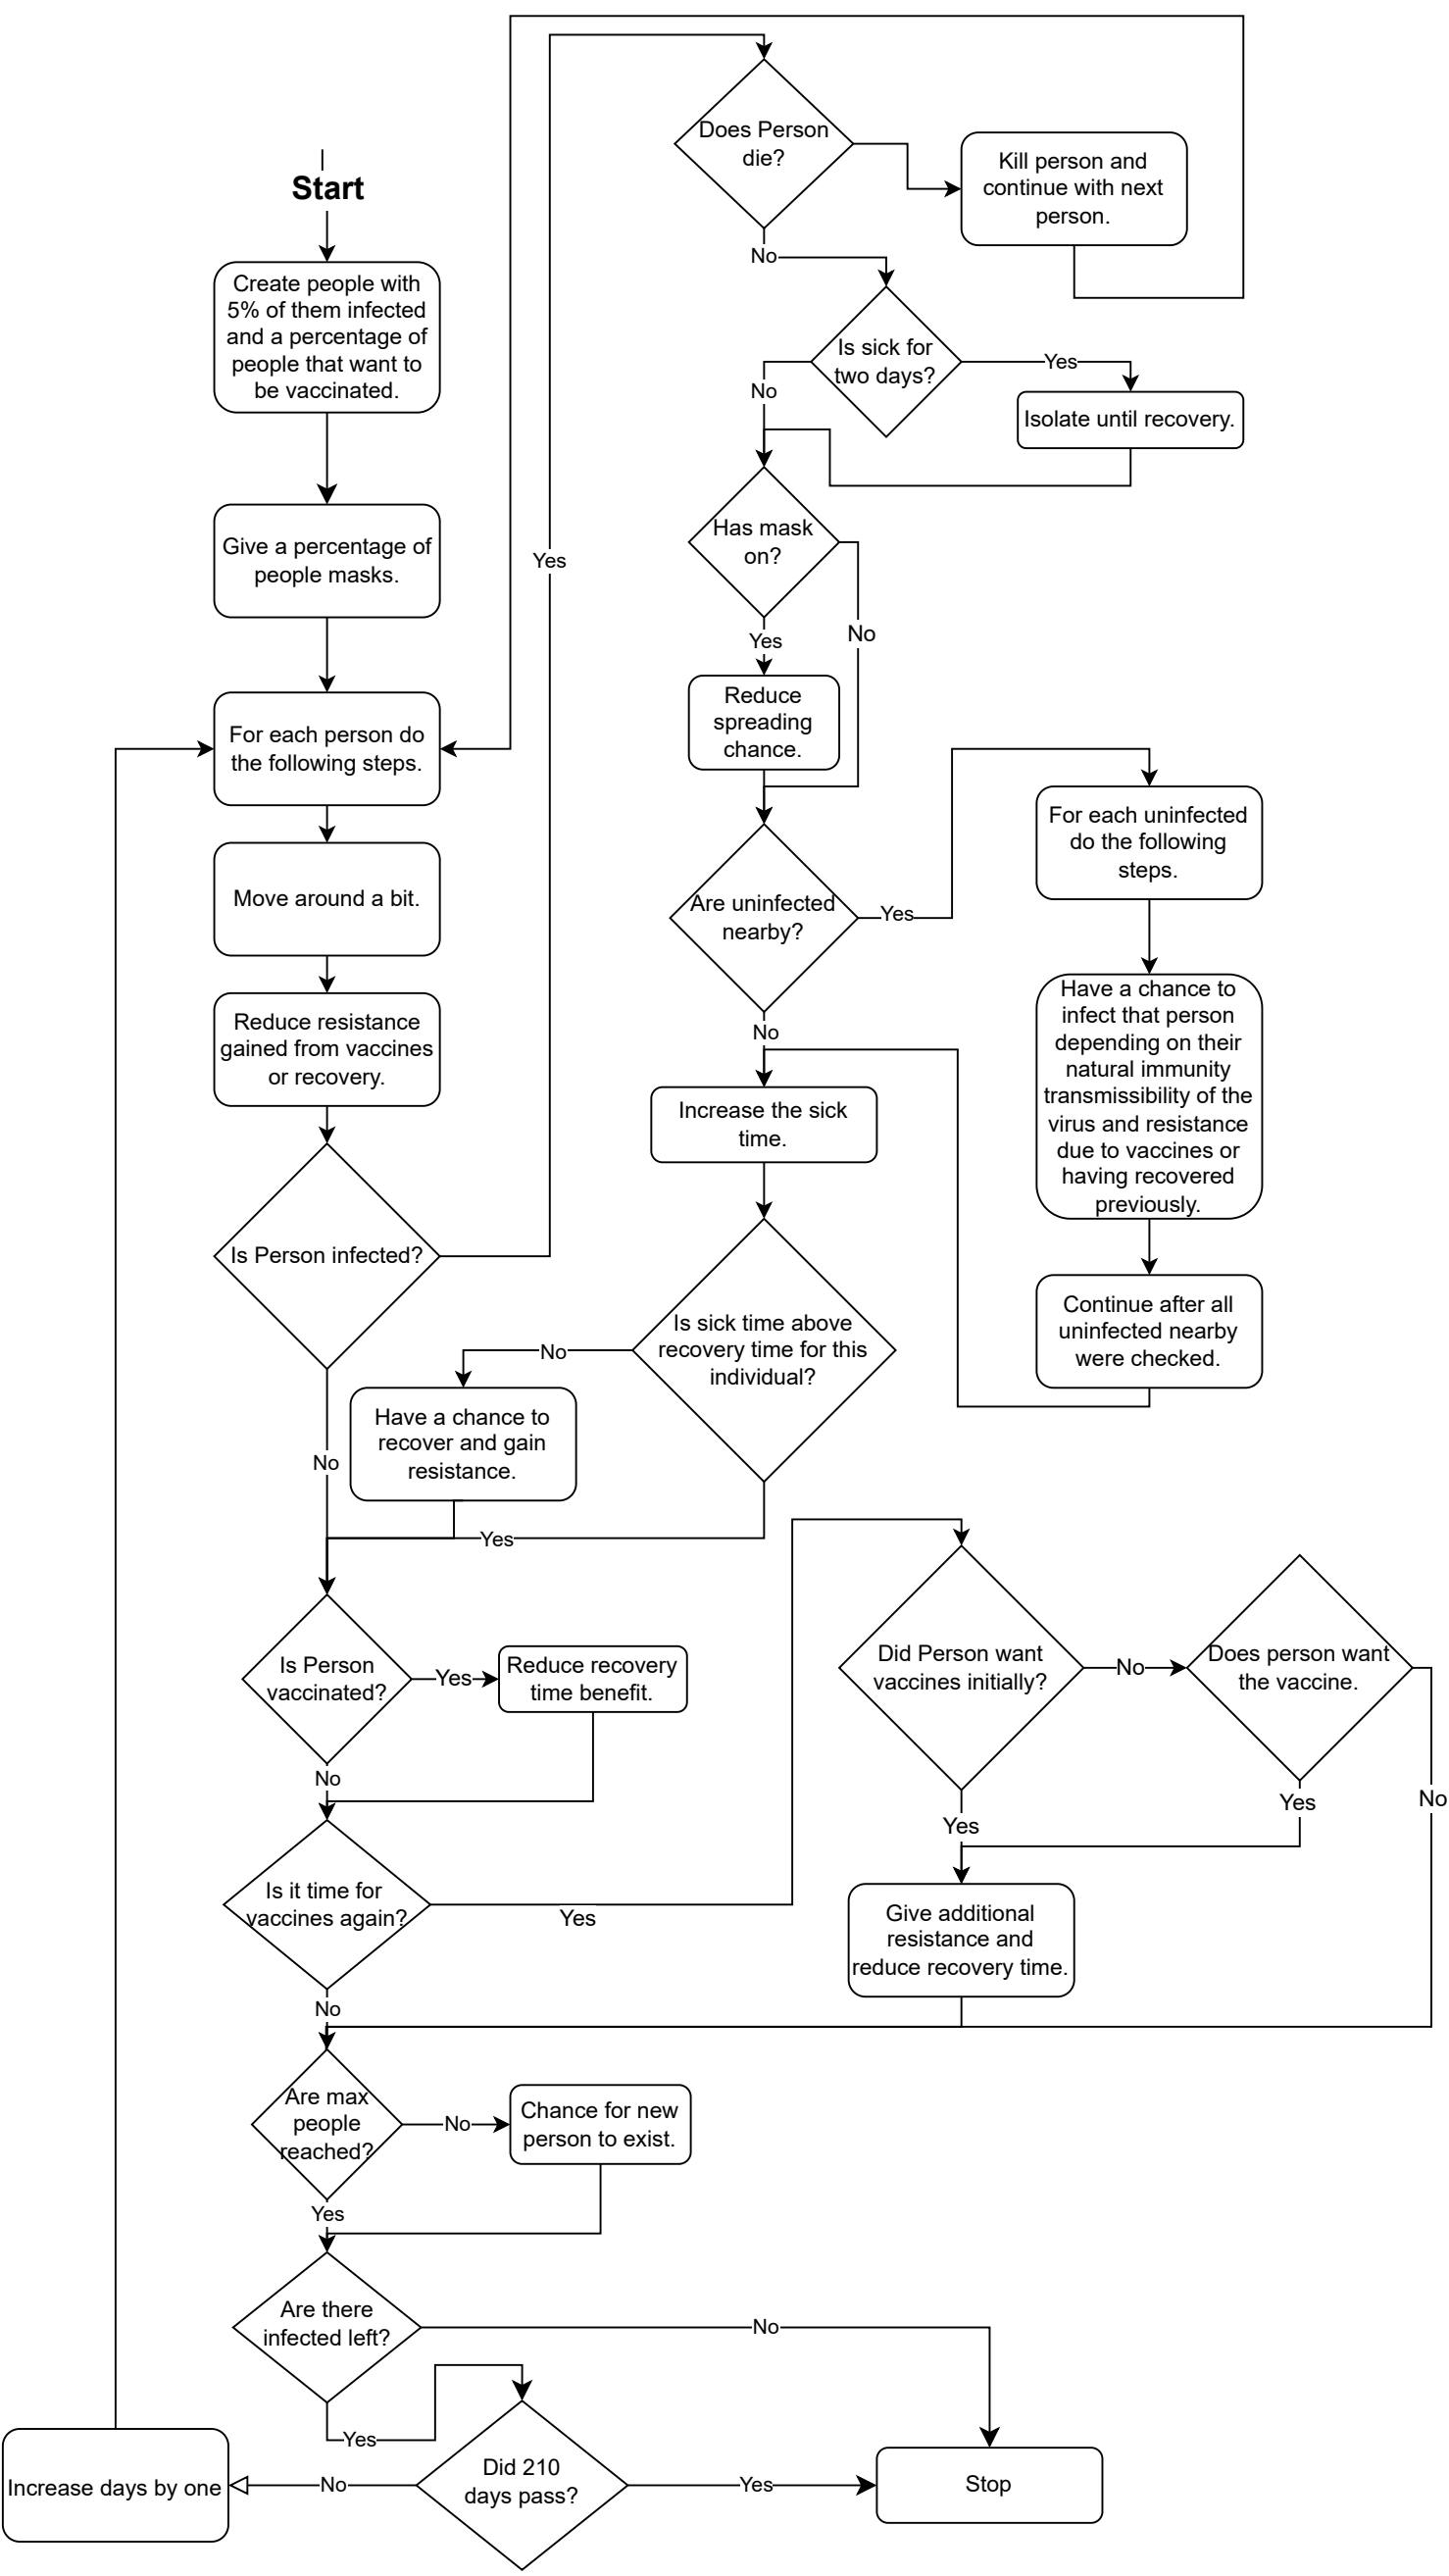 Start
Create people with
5% of them infected
and a percentage of
people that want to
be vaccinated.
Give a percentage of
people masks.
For each person do
the following steps.
Move around a bit.
Reduce resistance
gained from vaccines
or recovery.
Is Person infected?
Yes
No
Does Person
die?
Kill person and
continue with next
person.
No
Is sick for
two days?
Yes
No
Isolate until recovery.
Has mask
on?
Yes
No
Reduce
spreading
chance.
Are uninfected
nearby?
Yes
No
For each uninfected
do the following
steps.
Have a chance to
infect that person
depending on their
natural immunity
transmissibility of the
virus and resistance
due to vaccines or
having recovered
previously.
Continue after all
uninfected nearby
were checked.
Increase the sick
time.
Is sick time above
recovery time for this
individual?
No
Have a chance to
recover and gain
resistance.
Yes
Is Person
vaccinated?
Yes
Reduce recovery
time benefit.
No
Is it time for
vaccines again?
Yes
No
Did Person want
vaccines initially?
No
Does person want
the vaccine.
Yes
Yes
No
Give additional
resistance and
reduce recovery time.
Are max
people
reached?
No
Chance for new
person to exist.
Yes
Are there
infected left?
No
Yes
Did 210
days pass?
No
Increase days by one
Yes
Stop